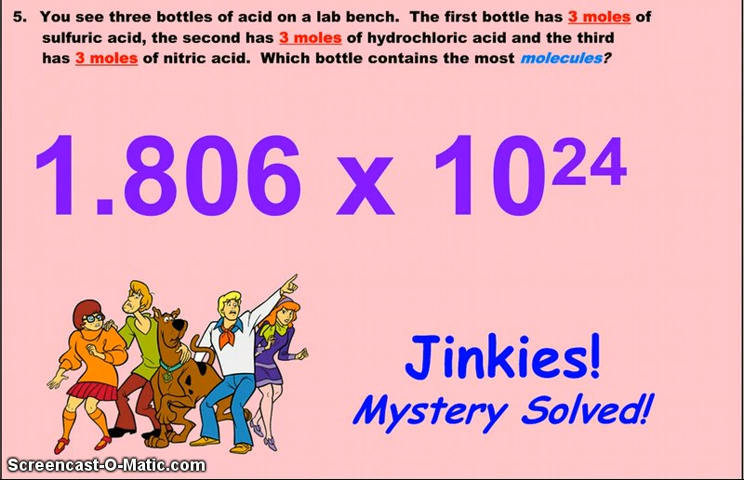 5. You see three bottles of acid on a lab bench. The first bottle has 3 moles of
sulfuric acid, the second has 3 moles of hydrochloric acid and the third
has 3 moles of nitric acid. Which bottle contains the most molecules?
1.806 x 10²⁴
Jinkies!
Mystery Solved!
Screencast-O-Matic.com